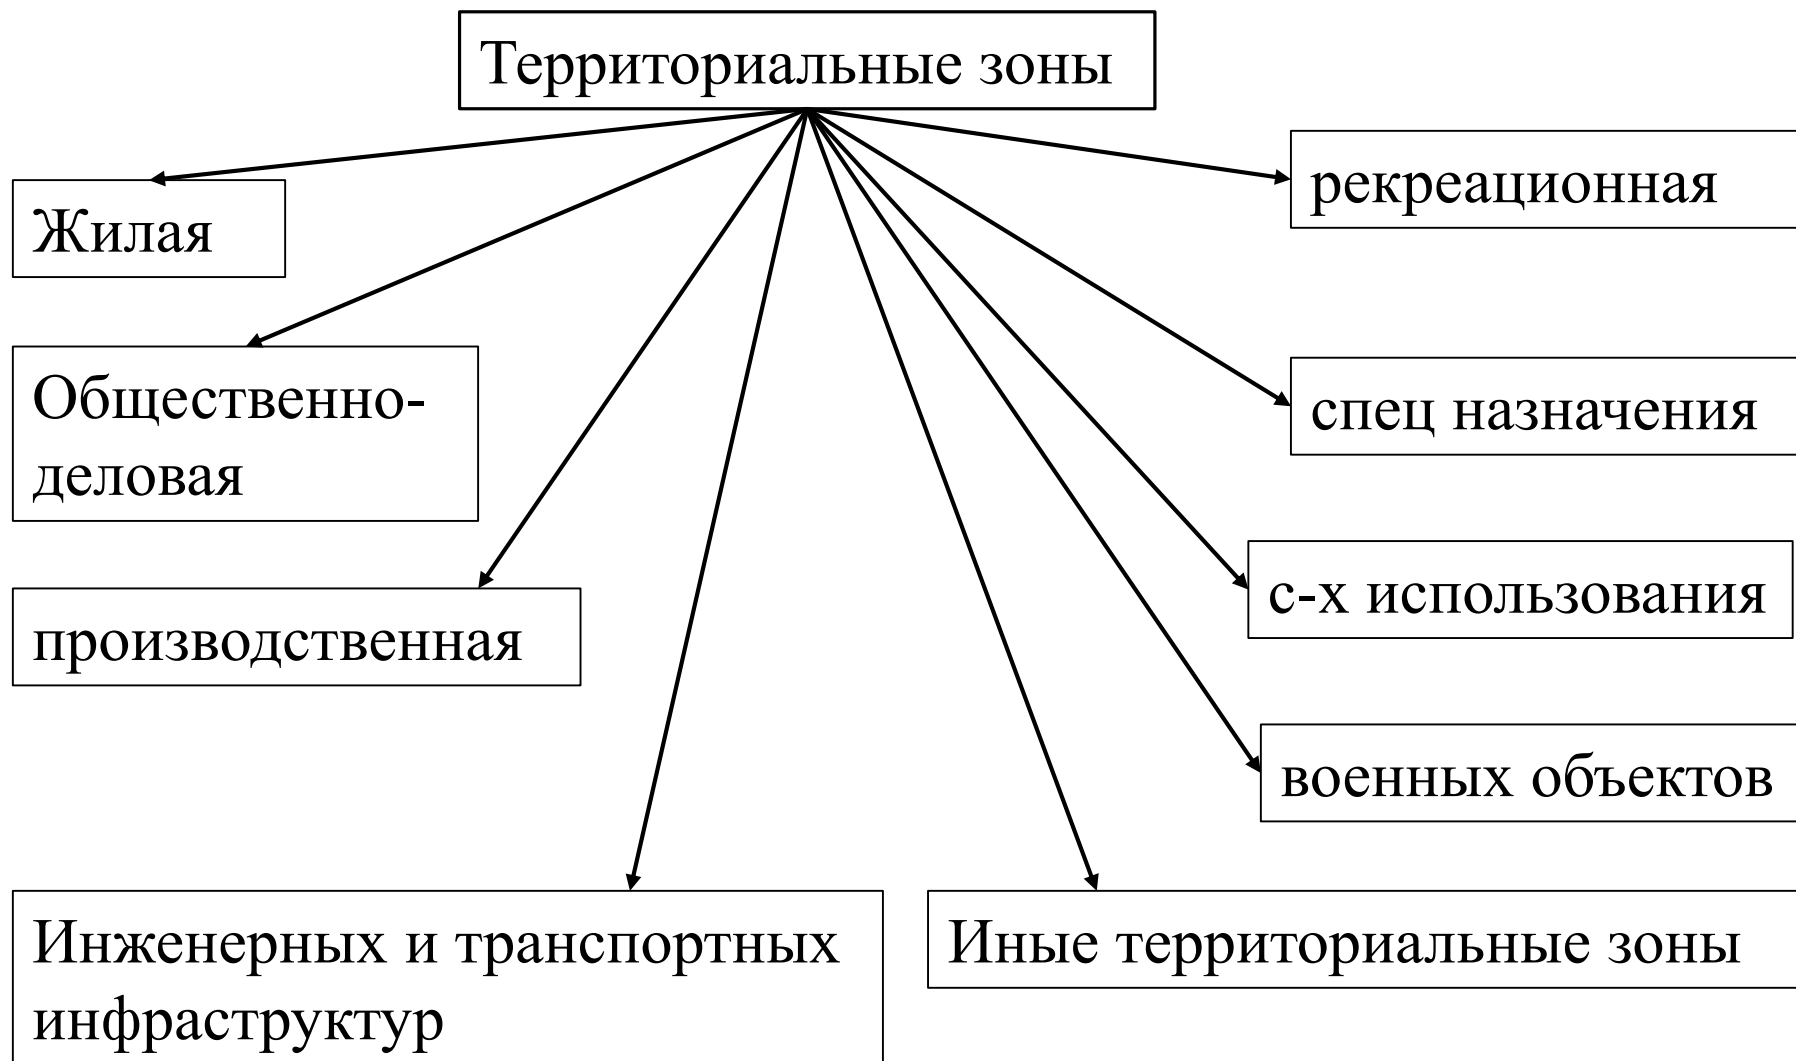 Территориальные зоны
Жилая
Общественно-
деловая
производственная
Инженерных и транспортных
инфраструктур
рекреационная
спец назначения
с-х использования
военных объектов
Иные территориальные зоны